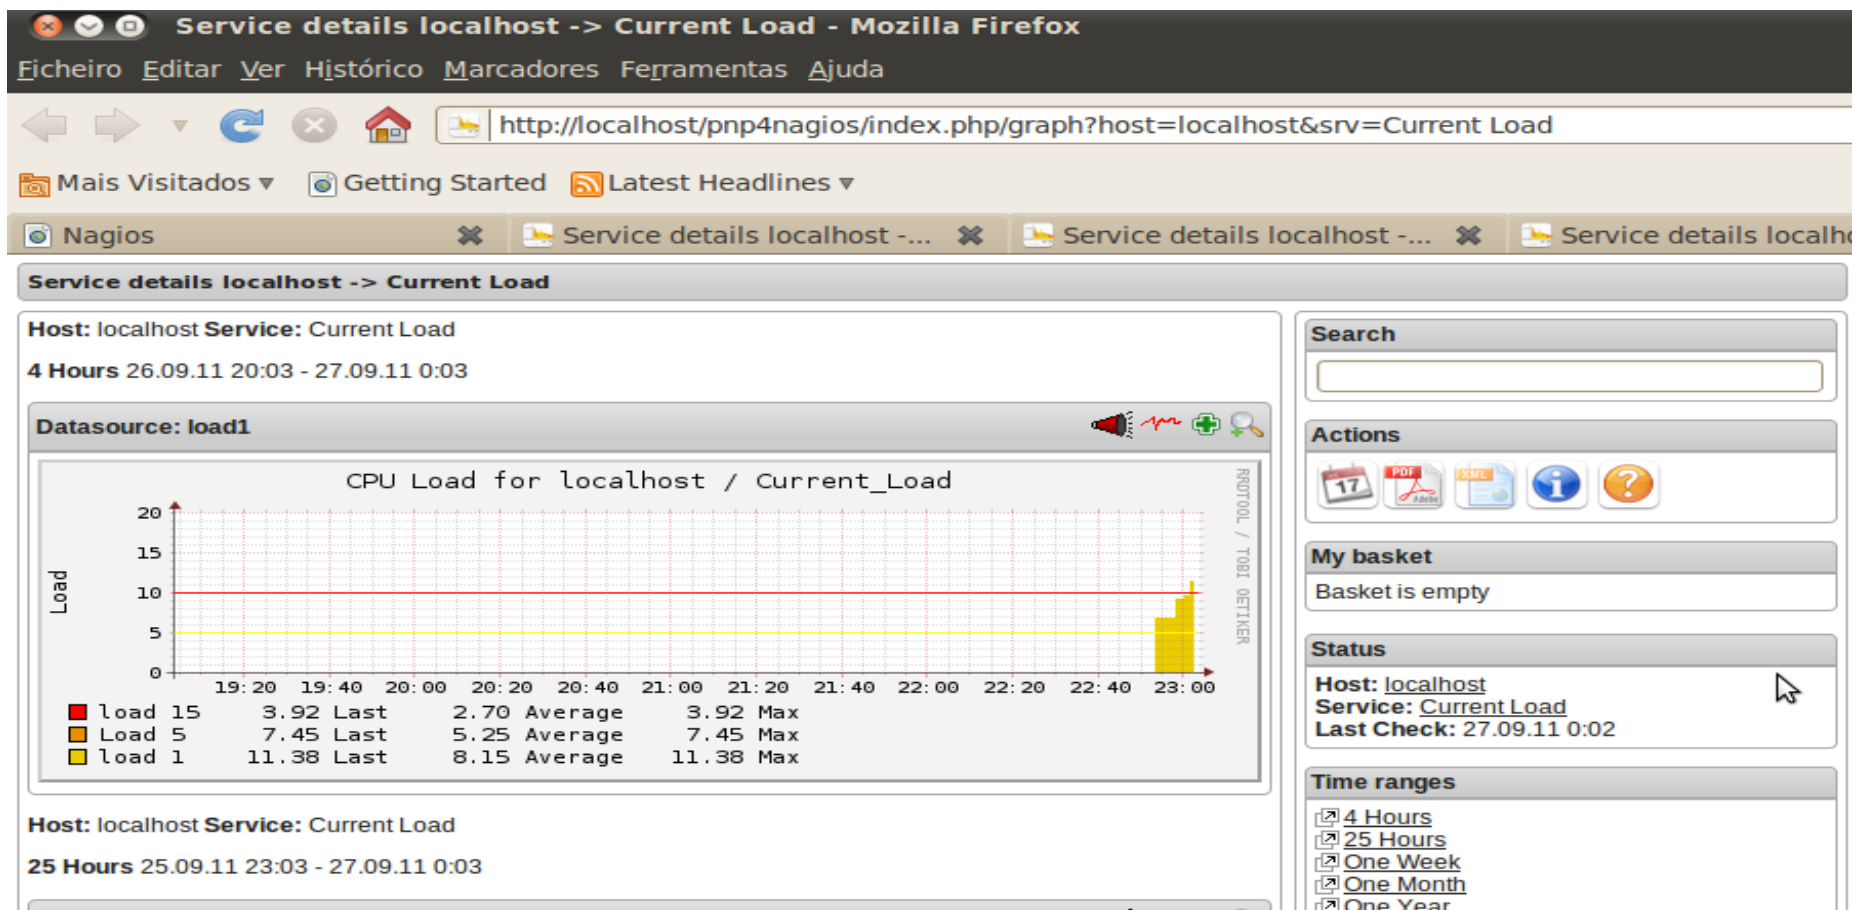 Service details localhost -> Current Load - Mozilla Firefox
Ficheiro Editar Ver Histórico Marcadores Ferramentas Ajuda
http://localhost/pnp4nagios/index.php/graph?host=localhost&srv=Current Load
Mais Visitados Getting Started Latest Headlines
Nagios Service details localhost -... Service details localhost -... Service details localho
Service details localhost -> Current Load
Host: localhost Service: Current Load
4 Hours 26.09.11 20:03 - 27.09.11 0:03
Datasource: load1
CPU Load for localhost / Current_Load
RRDTOOL / TOBI OETIKER
Load
20
15
10
5
0
19:20 19:40 20:00 20:20 20:40 21:00 21:20 21:40 22:00 22:20 22:40 23:00
load 15 3.92 Last 2.70 Average 3.92 Max
Load 5 7.45 Last 5.25 Average 7.45 Max
load 1 11.38 Last 8.15 Average 11.38 Max
Host: localhost Service: Current Load
25 Hours 25.09.11 23:03 - 27.09.11 0:03
Search
Actions
17 PDF Adobe XML
My basket
Basket is empty
Status
Host: localhost
Service: Current Load
Last Check: 27.09.11 0:02
Time ranges
4 Hours
25 Hours
One Week
One Month
One Year